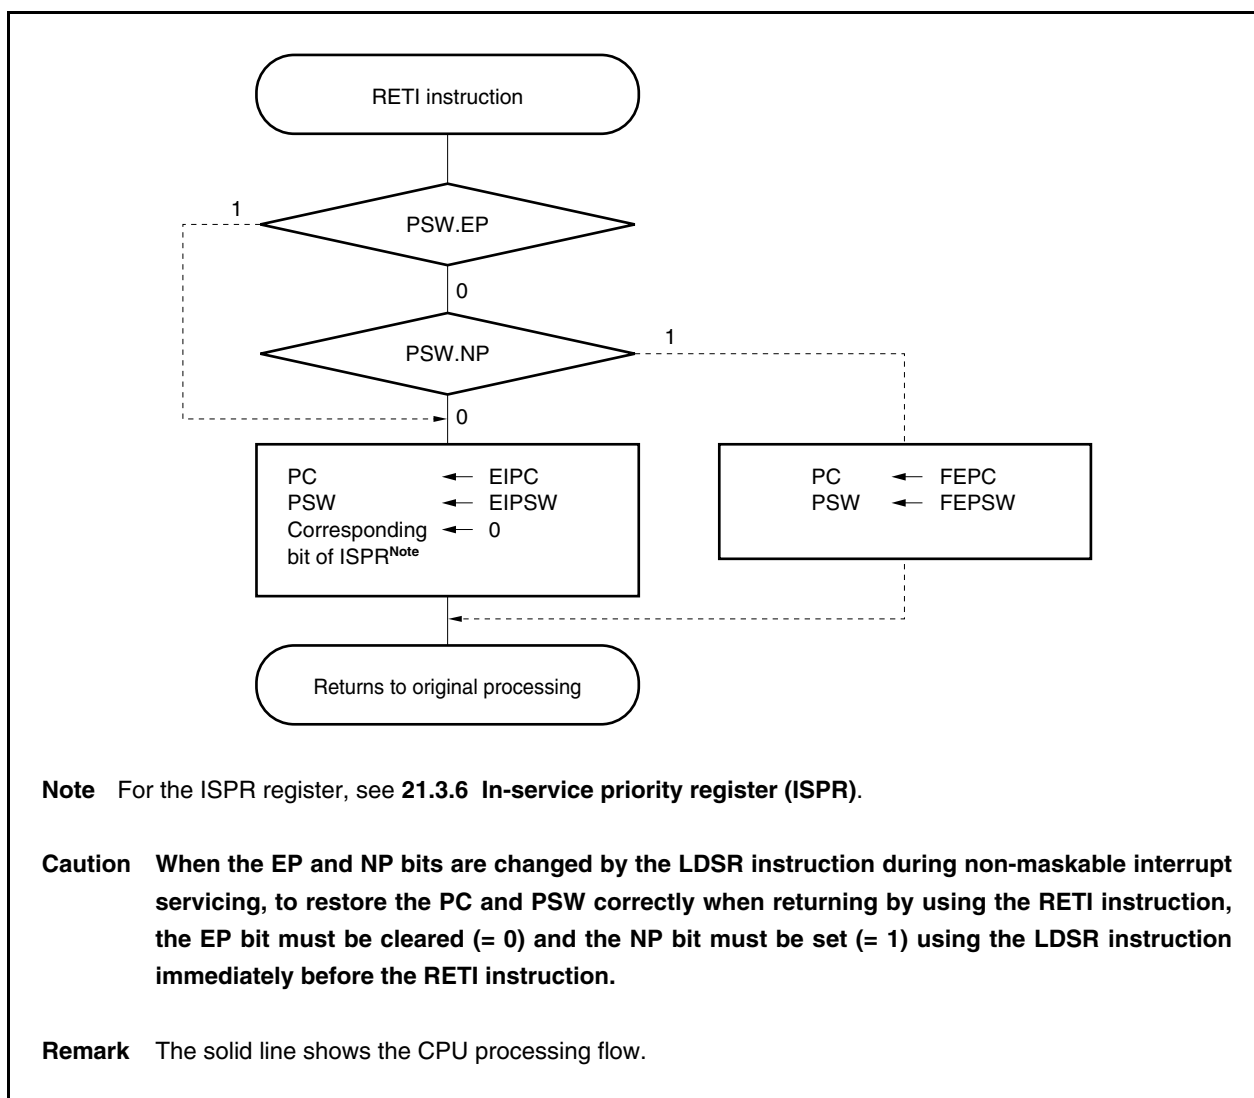 RETI instruction
1
PSW.EP
0
1
PSW.NP
0
PC ← EIPC
PSW ← EIPSW
Corresponding ← 0
bit of ISPRNote
PC ← FEPC
PSW ← FEPSW
Returns to original processing
Note For the ISPR register, see 21.3.6 In-service priority register (ISPR).
Caution When the EP and NP bits are changed by the LDSR instruction during non-maskable interrupt
servicing, to restore the PC and PSW correctly when returning by using the RETI instruction,
the EP bit must be cleared (= 0) and the NP bit must be set (= 1) using the LDSR instruction
immediately before the RETI instruction.
Remark The solid line shows the CPU processing flow.